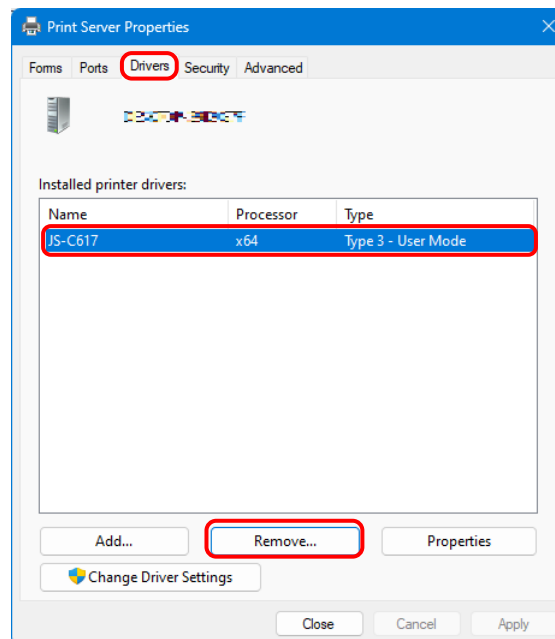 Print Server Properties
Forms Ports Drivers Security Advanced
Installed printer drivers:
Name Processor Type
JS-C617 x64 Type 3 - User Mode
Add... Remove... Properties
Change Driver Settings
Close Cancel Apply